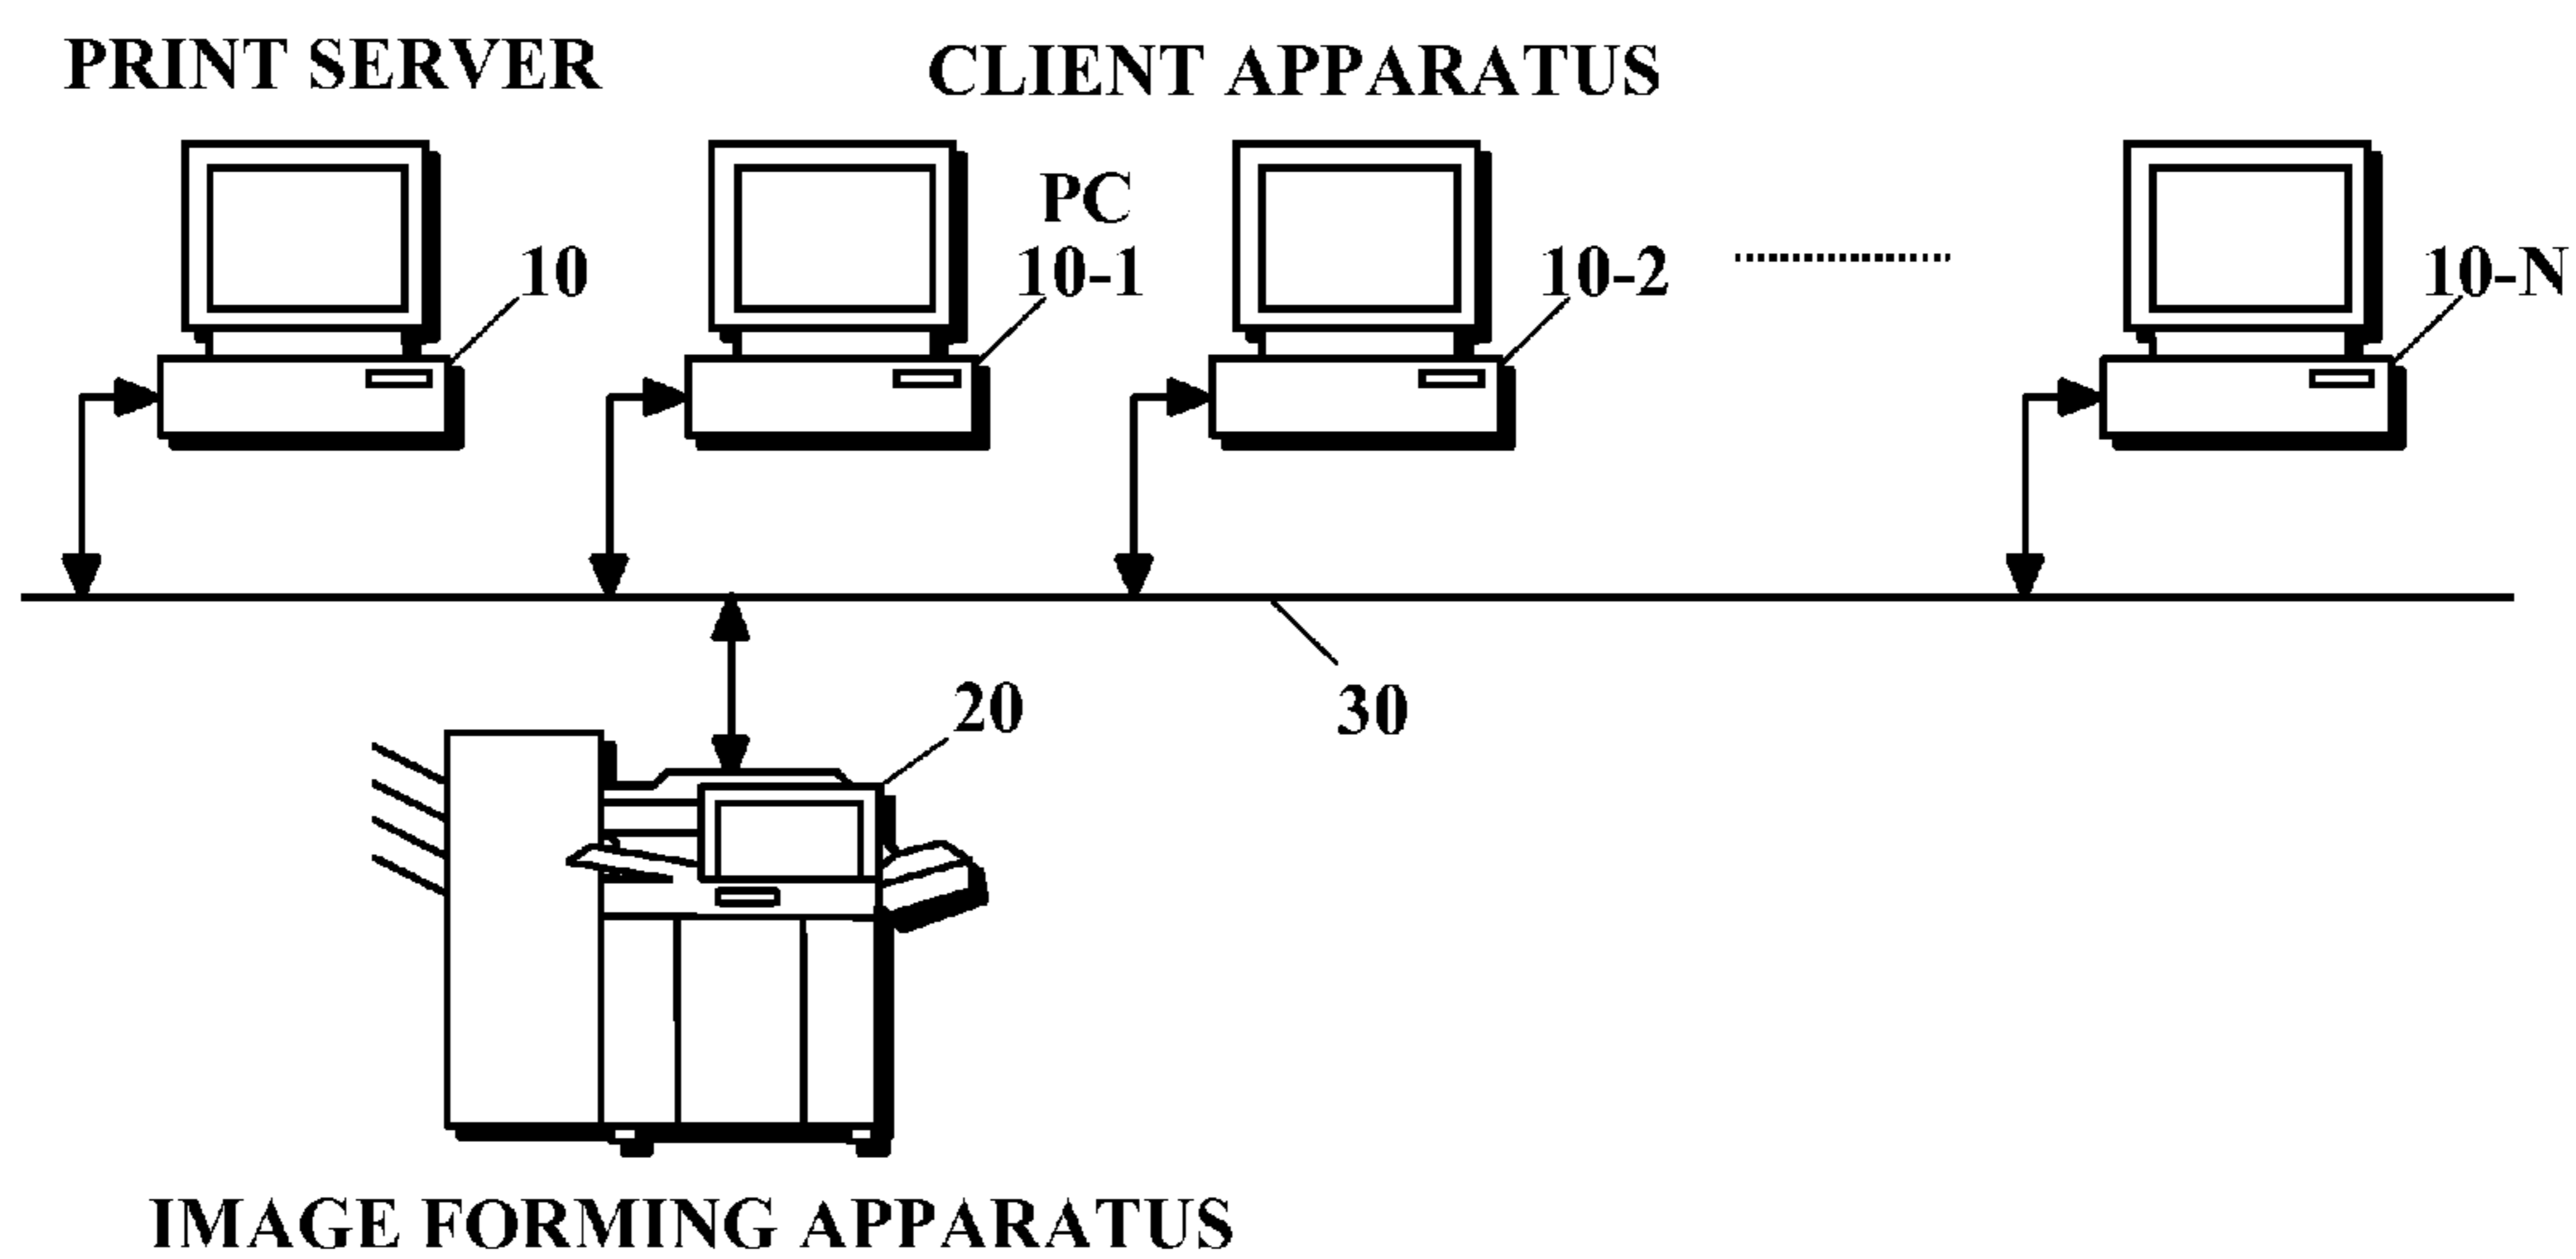 PRINT SERVER
CLIENT APPARATUS
10
PC
10-1
10-2
10-N
20
30
IMAGE FORMING APPARATUS